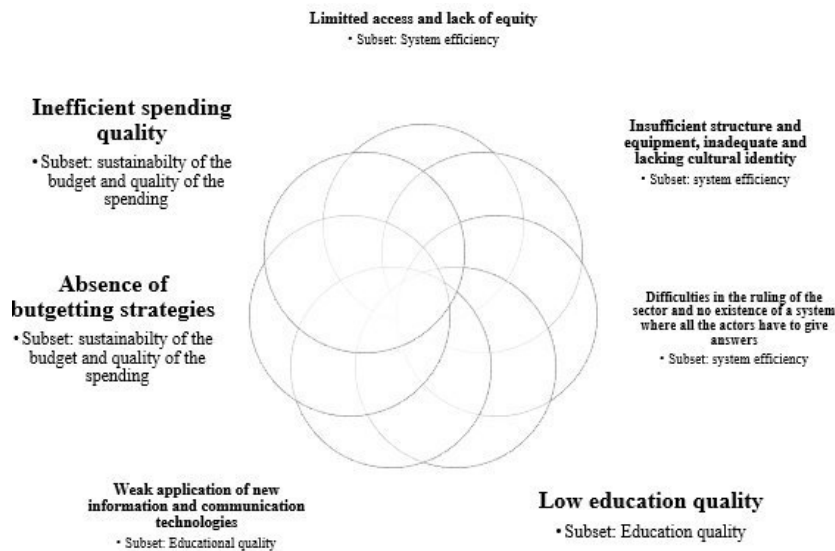 Limitted access and lack of equity
• Subset: System efficiency
Insufficient structure and
equipment, inadequate and
lacking cultural identity
• Subset: system efficiency
Difficulties in the ruling of the
sector and no existence of a system
where all the actors have to give
answers
• Subset: system efficiency
Low education quality
• Subset: Education quality
Weak application of new
information and communication
technologies
• Subset: Educational quality
Absence of
butgetting strategies
• Subset: sustainabilty of the
budget and quality of the
spending
Inefficient spending
quality
• Subset: sustainabilty of the
budget and quality of the
spending